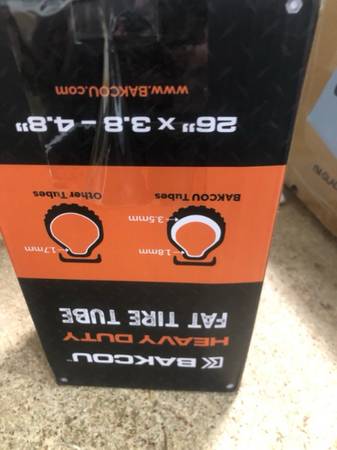 BAKCOU™
HEAVY DUTY
FAT TIRE TUBE
1.8mm
3.5mm
BAKCOU Tubes
1.7mm
Other Tubes
26" x 3.8 - 4.8"
www.BAKCOU.com